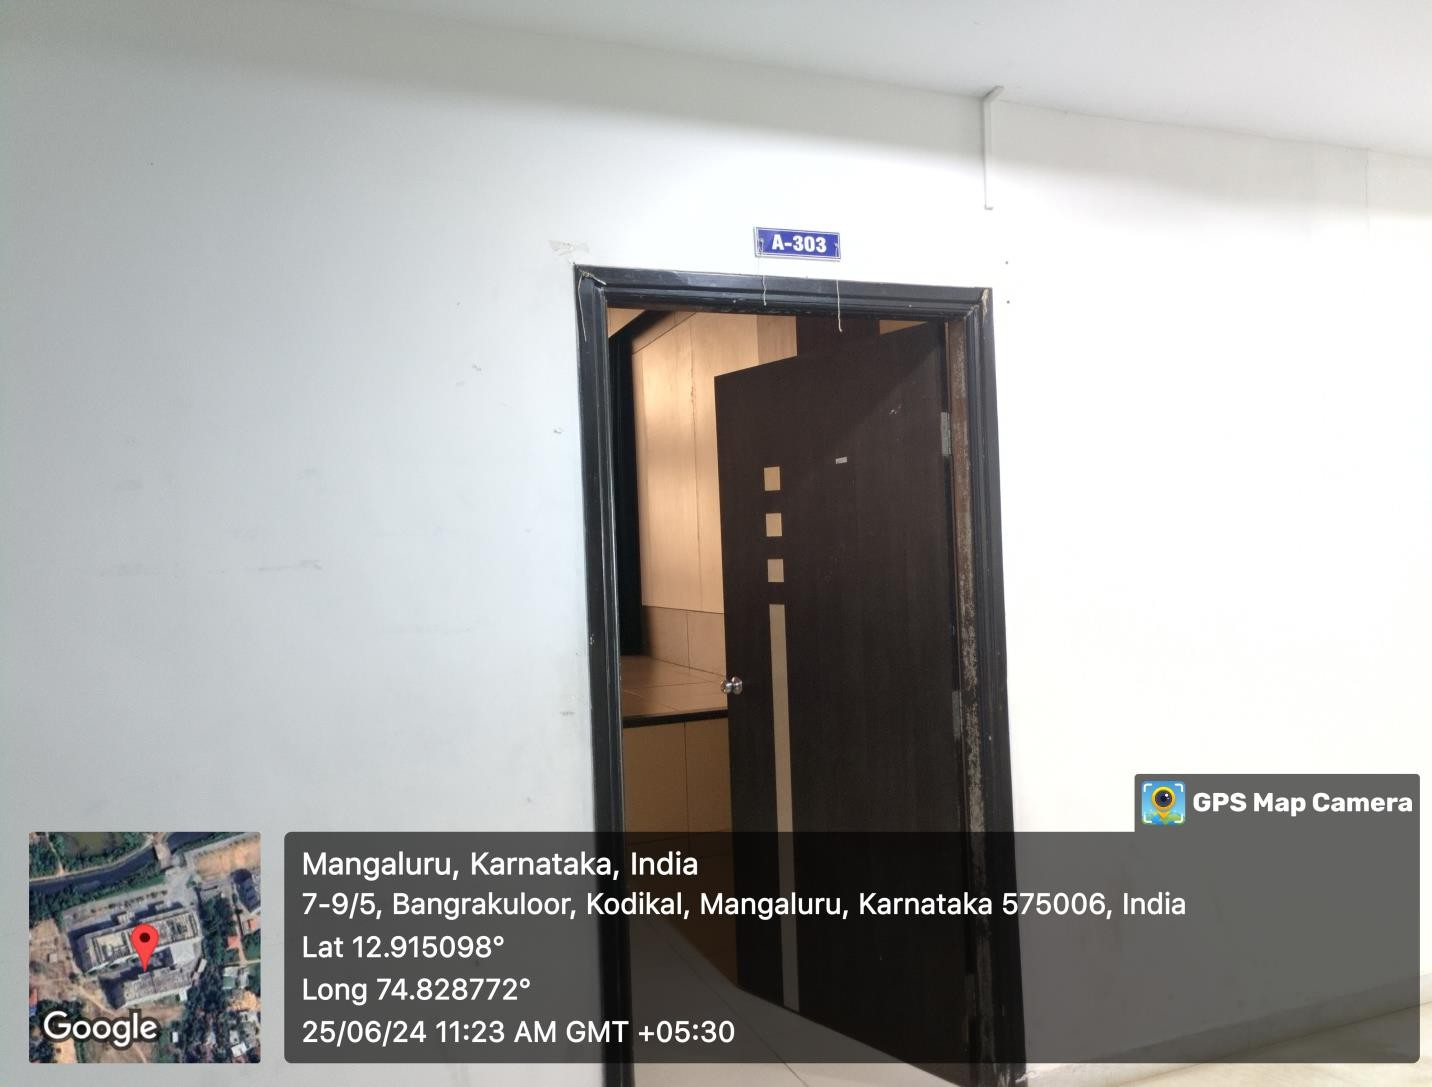 A-303
GPS Map Camera
Mangaluru, Karnataka, India
7-9/5, Bangrakuloor, Kodikal, Mangaluru, Karnataka 575006, India
Lat 12.915098°
Long 74.828772°
25/06/24 11:23 AM GMT +05:30
Google